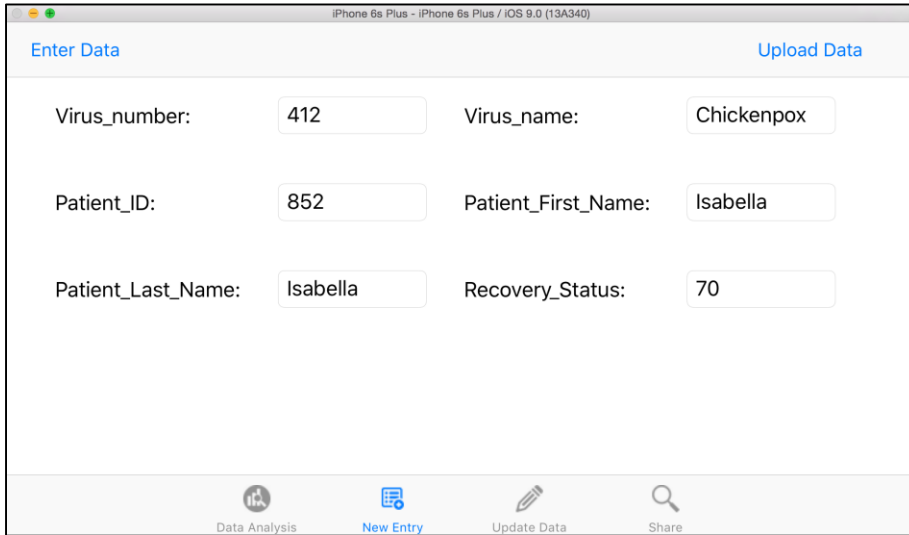 iPhone 6s Plus - iPhone 6s Plus / iOS 9.0 (13A340)
Enter Data Upload Data
Virus_number: 412 Virus_name: Chickenpox
Patient_ID: 852 Patient_First_Name: Isabella
Patient_Last_Name: Isabella Recovery_Status: 70
Data Analysis New Entry Update Data Share